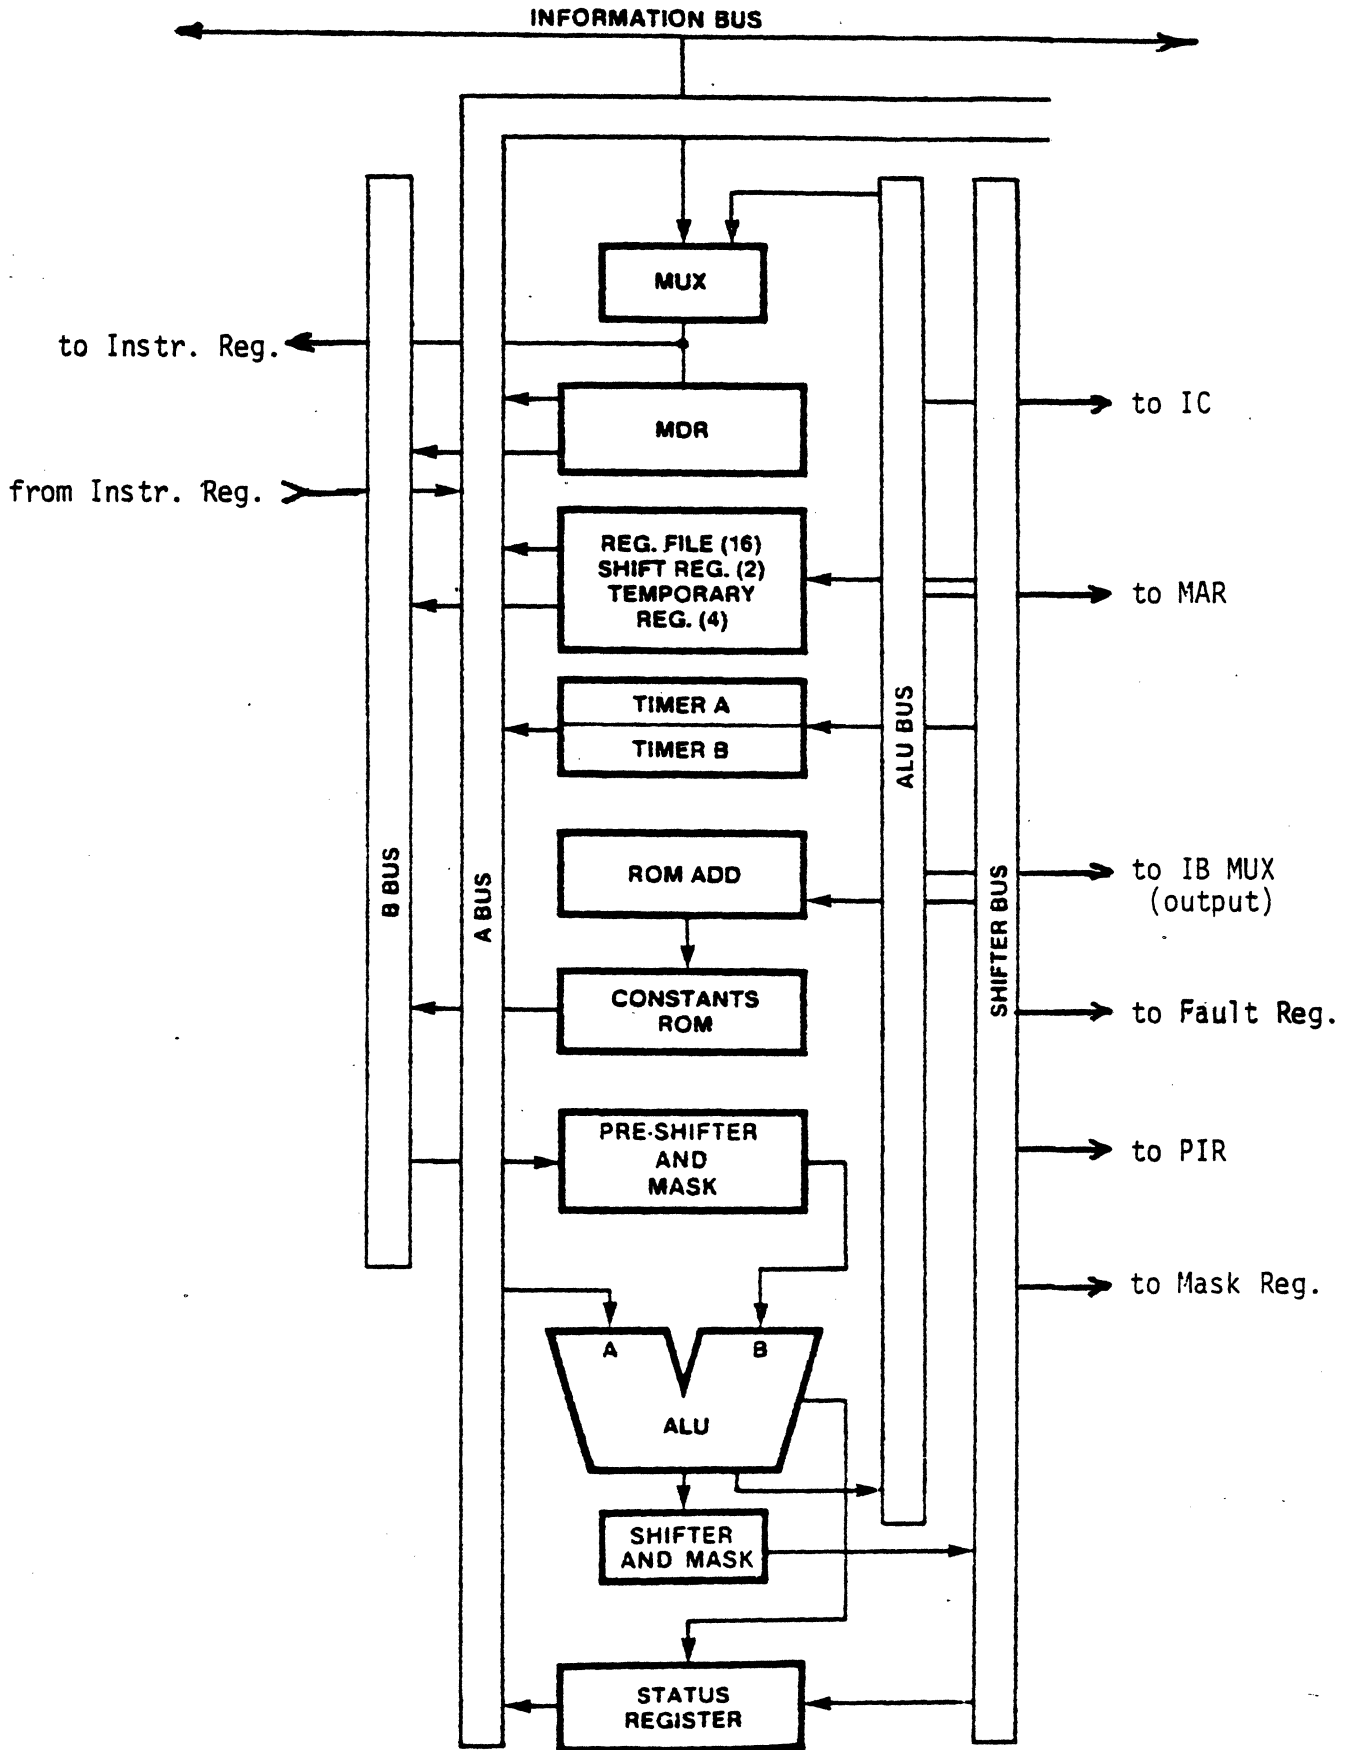 INFORMATION BUS
MUX
to Instr. Reg.
MDR
to IC
from Instr. Reg.
REG. FILE (16)
SHIFT REG. (2)
TEMPORARY
REG. (4)
to MAR
TIMER A
TIMER B
ALU BUS
B BUS
A BUS
ROM ADD
to IB MUX
(output)
SHIFTER BUS
CONSTANTS
ROM
to Fault Reg.
PRE-SHIFTER
AND
MASK
to PIR
to Mask Reg.
A
B
ALU
SHIFTER
AND MASK
STATUS
REGISTER